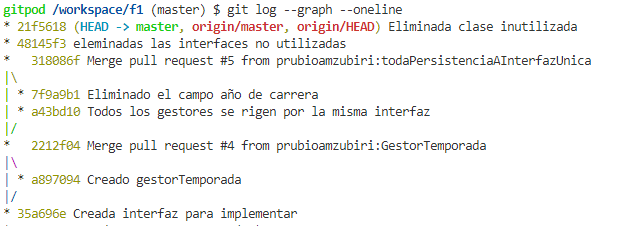 gitpod /workspace/f1 (master) $ git log --graph --oneline
* 21f5618 (HEAD -> master, origin/master, origin/HEAD) Eliminada clase inutilizada
* 48145f3 eleminadas las interfaces no utilizadas
*   318086f Merge pull request #5 from prubioamzubiri:todaPersistenciaAInterfazUnica
|\
| * 7f9a9b1 Eliminado el campo año de carrera
| * a43bd10 Todos los gestores se rigen por la misma interfaz
|/
*   2212f04 Merge pull request #4 from prubioamzubiri:GestorTemporada
|\
| * a897094 Creado gestorTemporada
|/
* 35a696e Creada interfaz para implementar